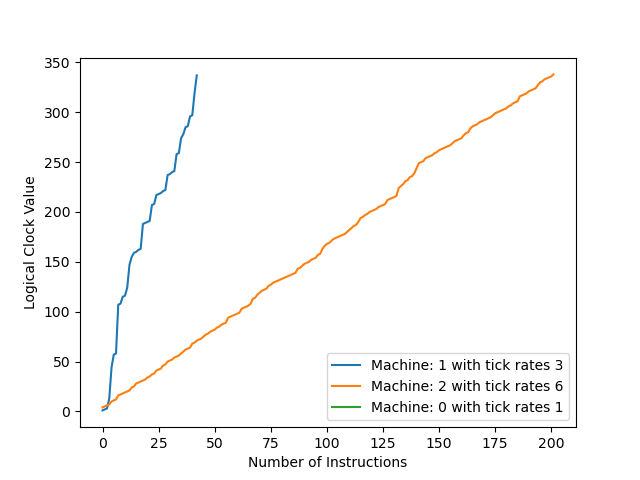 350
300
250
200
150
100
50
0
Logical Clock Value
Machine: 1 with tick rates 3
Machine: 2 with tick rates 6
Machine: 0 with tick rates 1
0 25 50 75 100 125 150 175 200
Number of Instructions